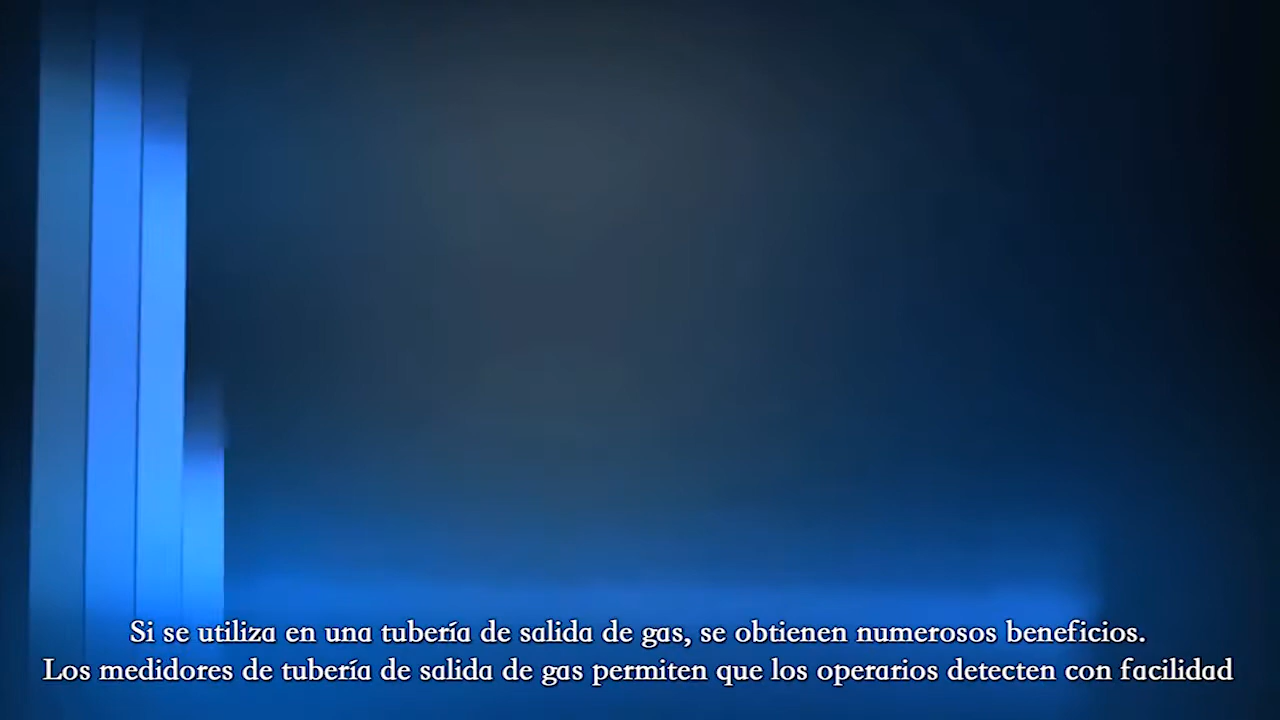 Si se utiliza en una tubería de salida de gas, se obtienen numerosos beneficios.
Los medidores de tubería de salida de gas permiten que los operarios detecten con facilidad